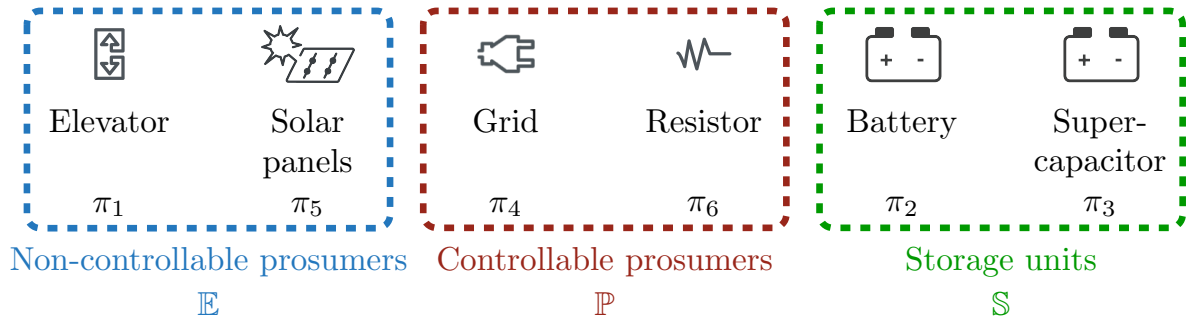 + - + -
Elevator Solar Grid Resistor Battery Super-
panels capacitor
π₁ π₅ π₄ π₆ π₂ π₃
Non-controllable prosumers Controllable prosumers Storage units
𝔼 ℙ 𝕊